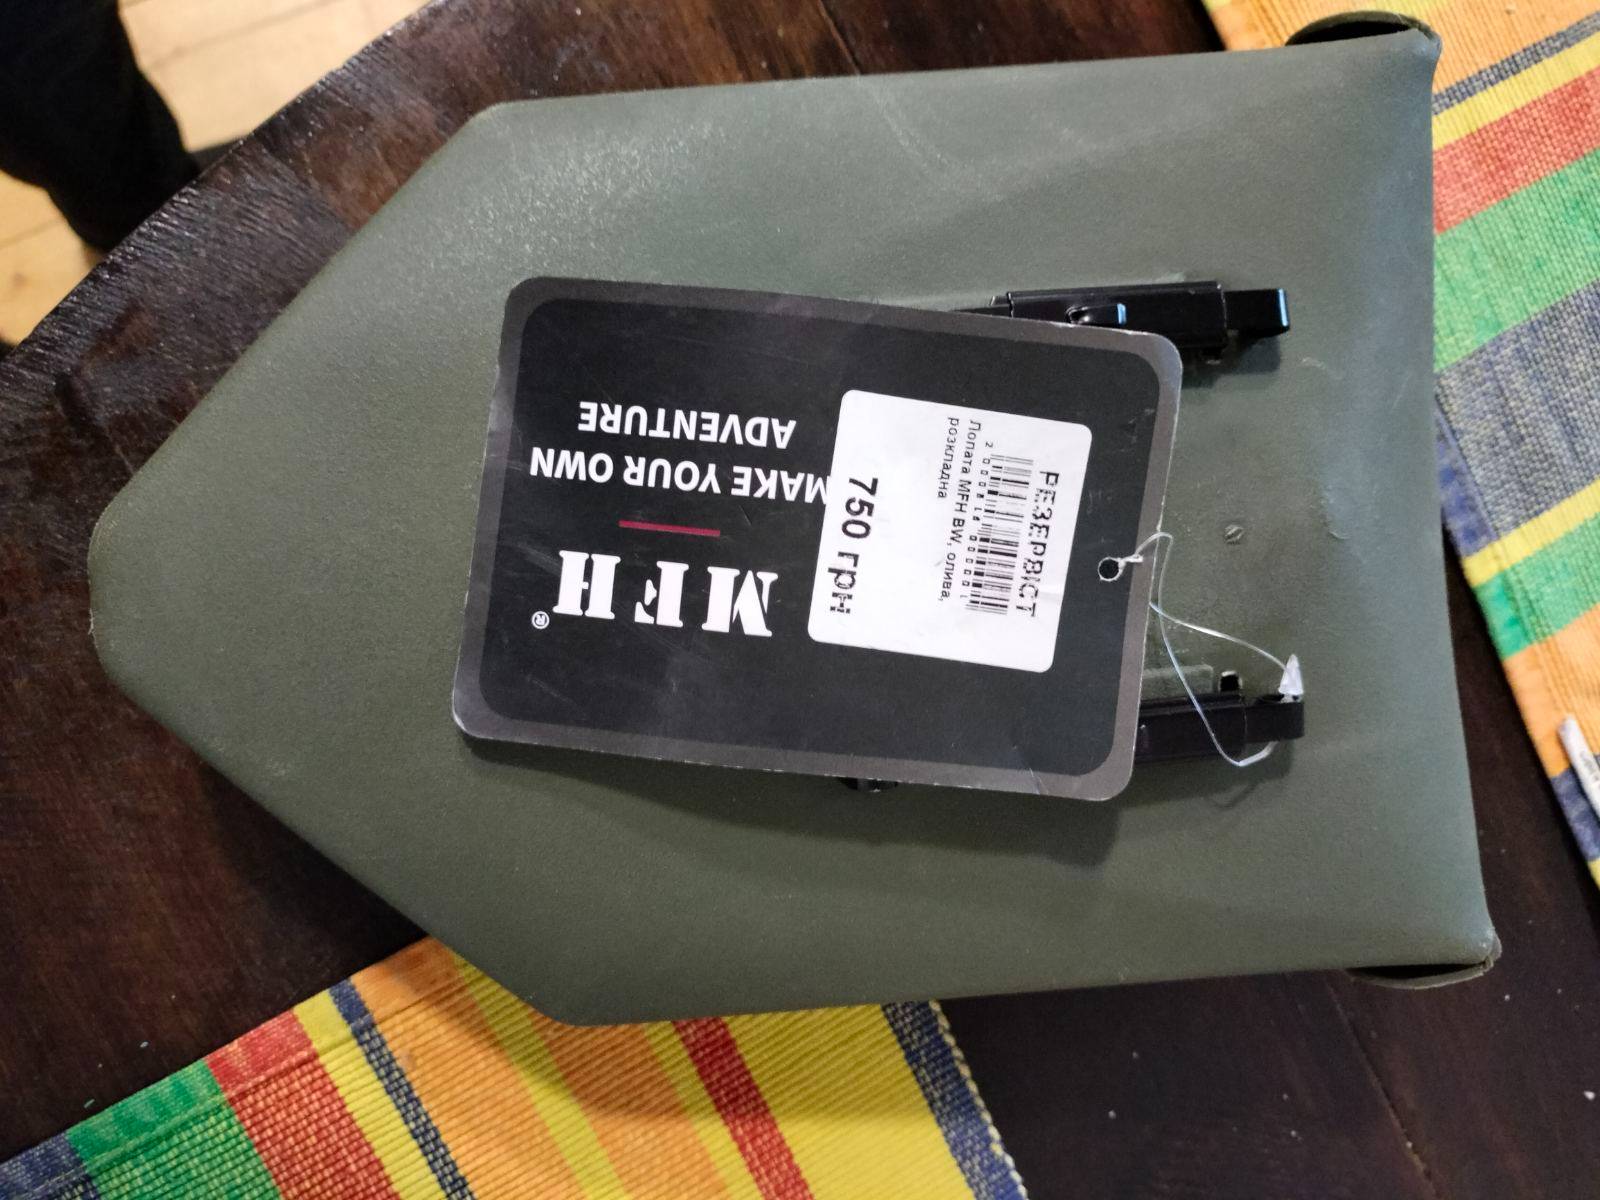 MFH®
MAKE YOUR OWN
ADVENTURE
РЕЗЕРВІСТ
Лопата MFH BW, олива,
розкладна
750 грн